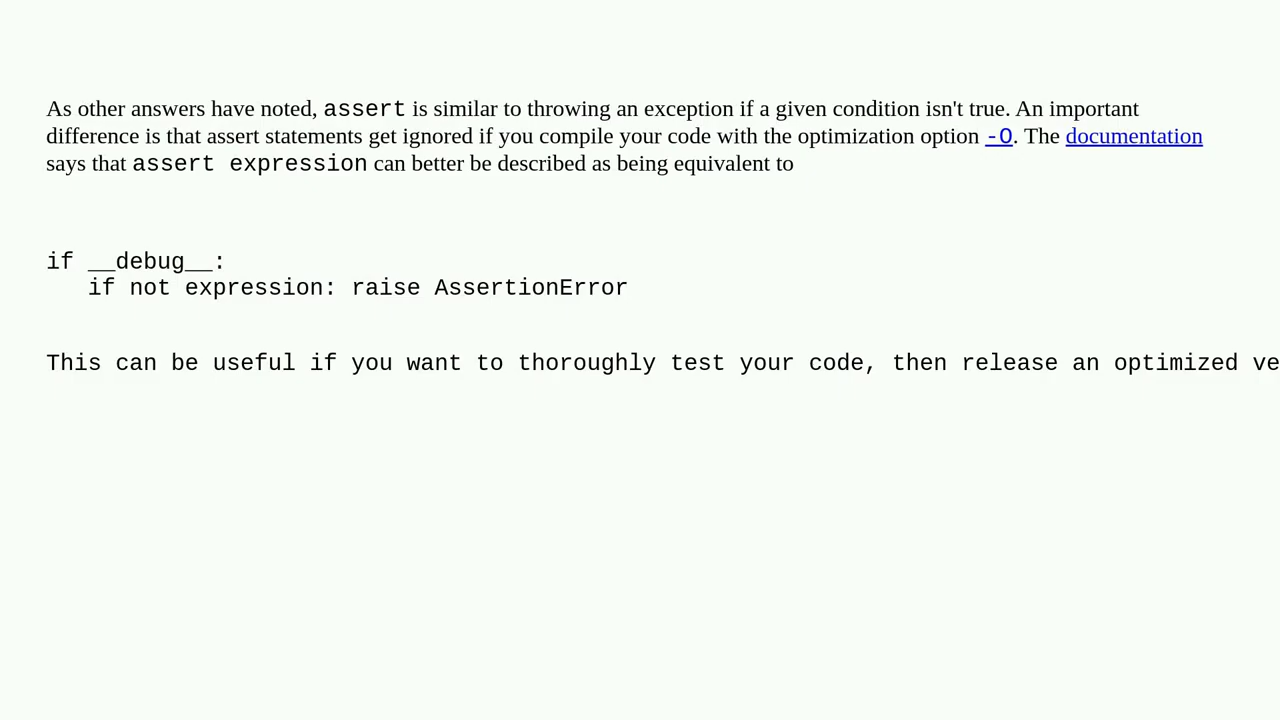 As other answers have noted, assert is similar to throwing an exception if a given condition isn't true. An important
difference is that assert statements get ignored if you compile your code with the optimization option -O. The documentation
says that assert expression can better be described as being equivalent to
if __debug__:
   if not expression: raise AssertionError
This can be useful if you want to thoroughly test your code, then release an optimized